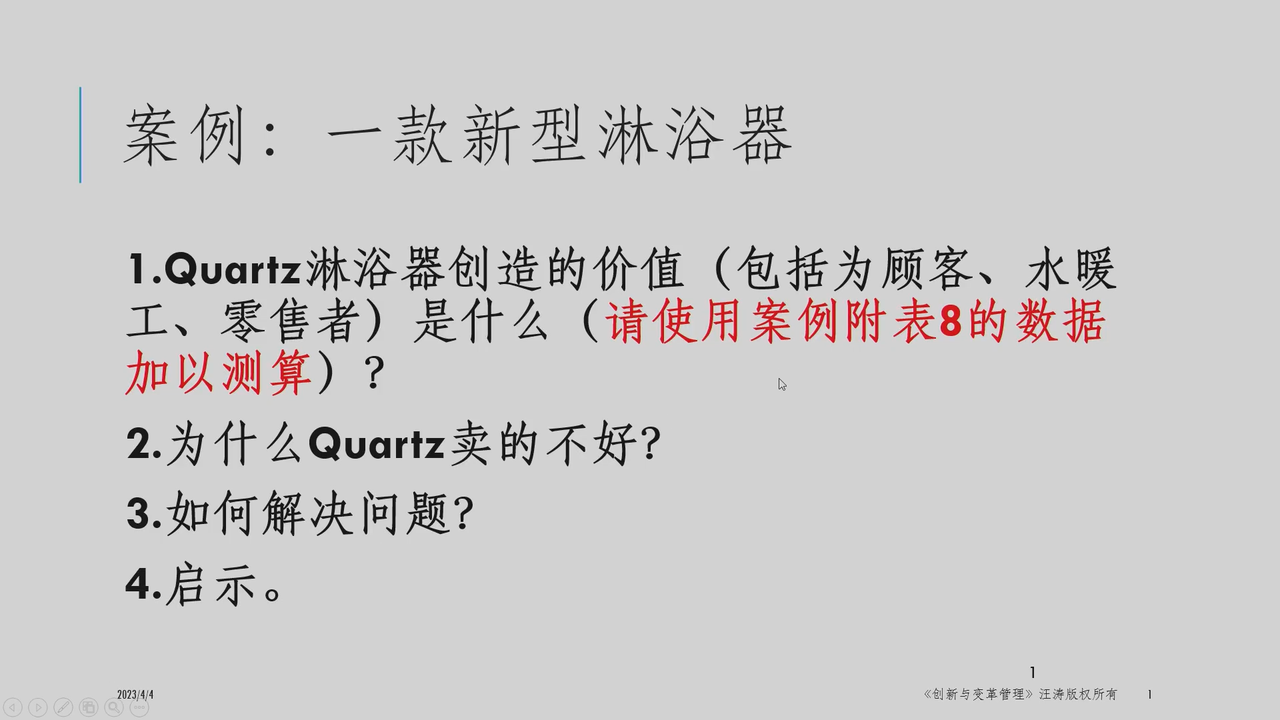 案例：一款新型淋浴器
1.Quartz淋浴器创造的价值（包括为顾客、水暖
工、零售者）是什么（请使用案例附表8的数据
加以测算）？
2.为什么Quartz卖的不好?
3.如何解决问题?
4.启示。
1
2023/4/4
《创新与变革管理》汪涛版权所有
1